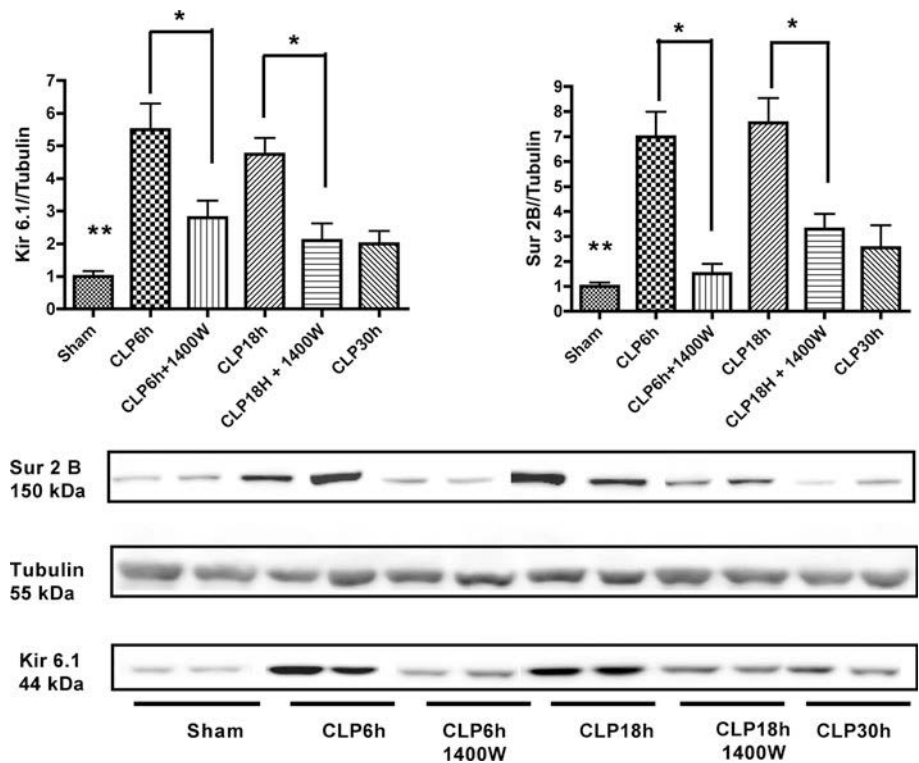 *
*
7
6
5
4
3
2
1
0
Kir 6.1//Tubulin
**
Sham
CLP6h
CLP6h+1400W
CLP18h
CLP18H + 1400W
CLP30h
*
*
9
8
7
6
5
4
3
2
1
0
Sur 2B//Tubulin
**
Sham
CLP6h
CLP6h+1400W
CLP18h
CLP18H + 1400W
CLP30h
Sur 2 B
150 kDa
Tubulin
55 kDa
Kir 6.1
44 kDa
Sham
CLP6h
CLP6h
1400W
CLP18h
CLP18h
1400W
CLP30h